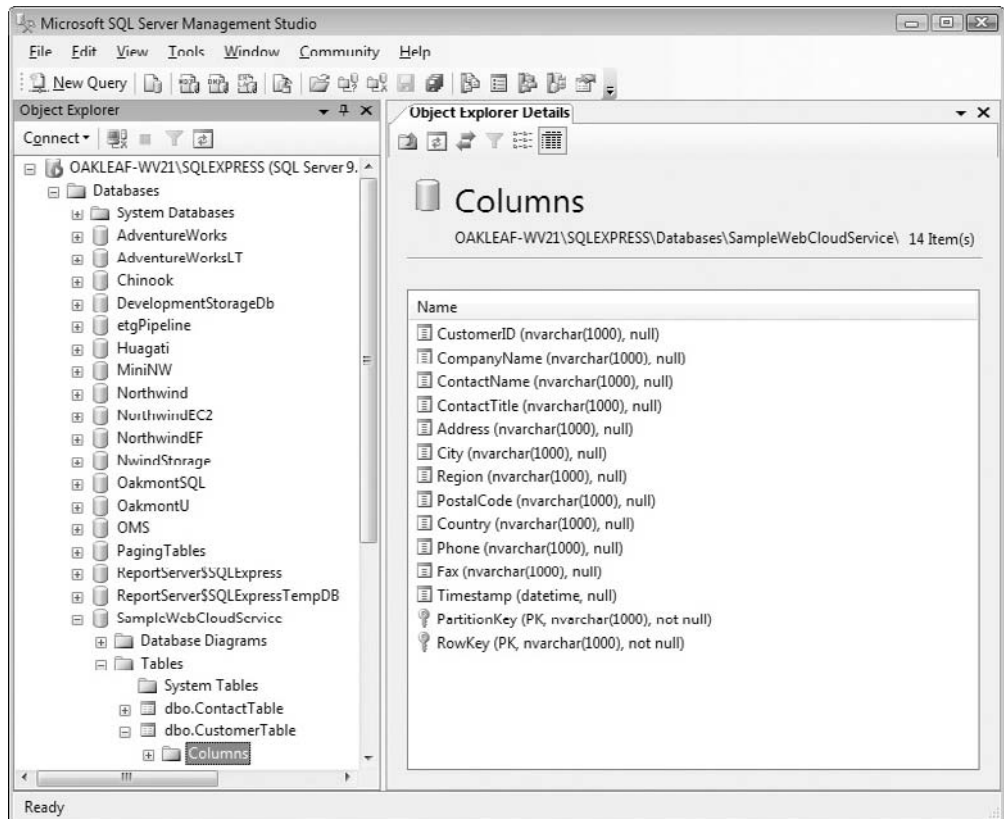 Microsoft SQL Server Management Studio
File Edit View Tools Window Community Help
New Query
Object Explorer
Connect
OAKLEAF-WV21\SQLEXPRESS (SQL Server 9.
Databases
System Databases
AdventureWorks
AdventureWorksLT
Chinook
DevelopmentStorageDb
etgPipeline
Huagati
MiniNW
Northwind
NorthwindEC2
NorthwindEF
NwindStorage
OakmontSQL
OakmontU
OMS
PagingTables
ReportServer$SQLExpress
ReportServer$SQLExpressTempDB
SampleWebCloudService
Database Diagrams
Tables
System Tables
dbo.ContactTable
dbo.CustomerTable
Columns
Object Explorer Details
Columns
OAKLEAF-WV21\SQLEXPRESS\Databases\SampleWebCloudService\ 14 Item(s)
Name
CustomerID (nvarchar(1000), null)
CompanyName (nvarchar(1000), null)
ContactName (nvarchar(1000), null)
ContactTitle (nvarchar(1000), null)
Address (nvarchar(1000), null)
City (nvarchar(1000), null)
Region (nvarchar(1000), null)
PostalCode (nvarchar(1000), null)
Country (nvarchar(1000), null)
Phone (nvarchar(1000), null)
Fax (nvarchar(1000), null)
Timestamp (datetime, null)
PartitionKey (PK, nvarchar(1000), not null)
RowKey (PK, nvarchar(1000), not null)
Ready